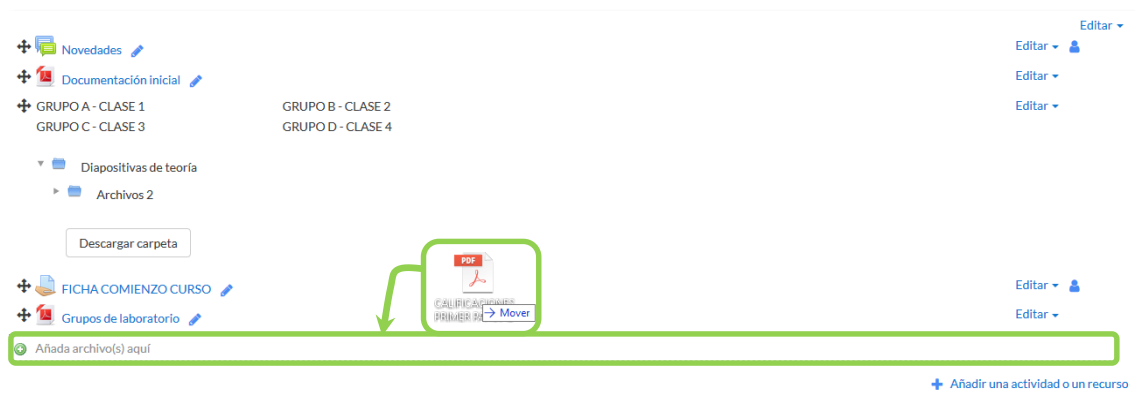 Editar
Novedades
Editar
Documentación inicial
Editar
GRUPO A - CLASE 1 GRUPO B - CLASE 2
Editar
GRUPO C - CLASE 3 GRUPO D - CLASE 4
Diapositivas de teoría
Archivos 2
Descargar carpeta
PDF
FICHA COMIENZO CURSO
Editar
CALIFICACIONES
PRIMER
Mover
Grupos de laboratorio
Editar
Añada archivo(s) aquí
Añadir una actividad o un recurso